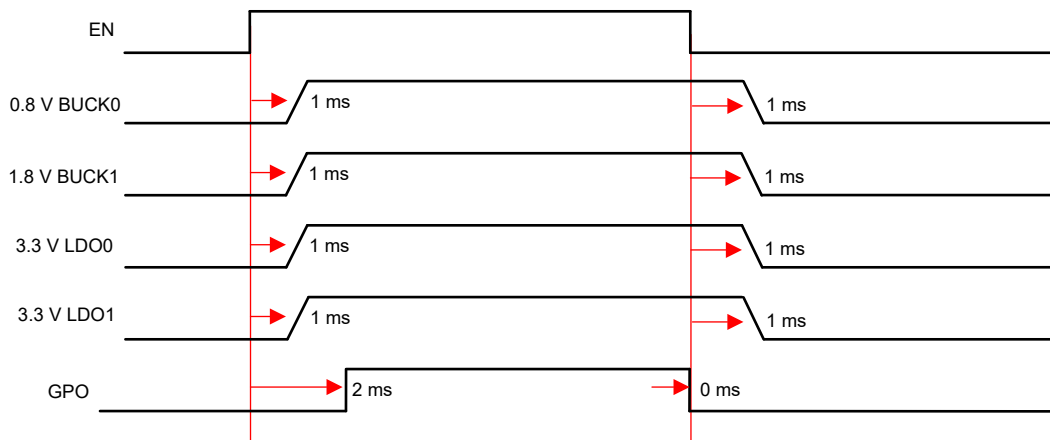 EN
0.8 V BUCK0 1 ms 1 ms
1.8 V BUCK1 1 ms 1 ms
3.3 V LDO0 1 ms 1 ms
3.3 V LDO1 1 ms 1 ms
GPO 2 ms 0 ms